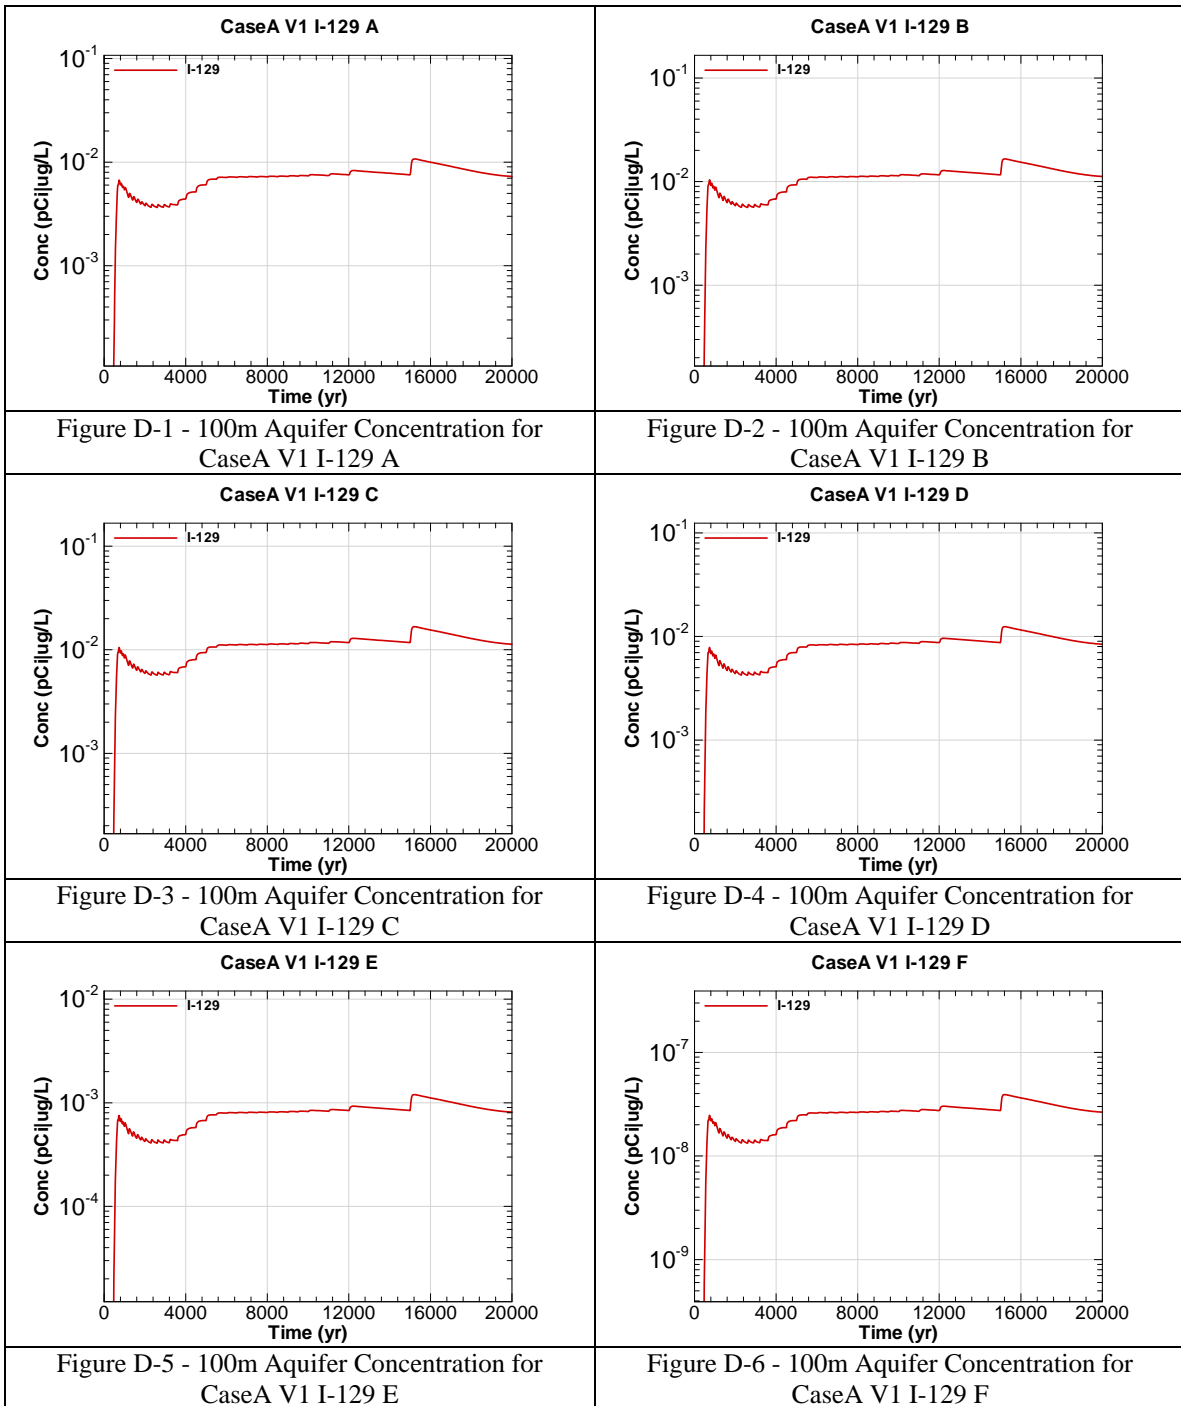 CaseA V1 I-129 A
I-129
10-1
10-2
10-3
Conc (pCi|ug/L)
0 4000 8000 12000 16000 20000
Time (yr)
Figure D-1 - 100m Aquifer Concentration for
CaseA V1 I-129 A
CaseA V1 I-129 B
I-129
10-1
10-2
10-3
Conc (pCi|ug/L)
0 4000 8000 12000 16000 20000
Time (yr)
Figure D-2 - 100m Aquifer Concentration for
CaseA V1 I-129 B
CaseA V1 I-129 C
I-129
10-1
10-2
10-3
Conc (pCi|ug/L)
0 4000 8000 12000 16000 20000
Time (yr)
Figure D-3 - 100m Aquifer Concentration for
CaseA V1 I-129 C
CaseA V1 I-129 D
I-129
10-1
10-2
10-3
Conc (pCi|ug/L)
0 4000 8000 12000 16000 20000
Time (yr)
Figure D-4 - 100m Aquifer Concentration for
CaseA V1 I-129 D
CaseA V1 I-129 E
I-129
10-2
10-3
10-4
Conc (pCi|ug/L)
0 4000 8000 12000 16000 20000
Time (yr)
Figure D-5 - 100m Aquifer Concentration for
CaseA V1 I-129 E
CaseA V1 I-129 F
I-129
10-7
10-8
10-9
Conc (pCi|ug/L)
0 4000 8000 12000 16000 20000
Time (yr)
Figure D-6 - 100m Aquifer Concentration for
CaseA V1 I-129 F